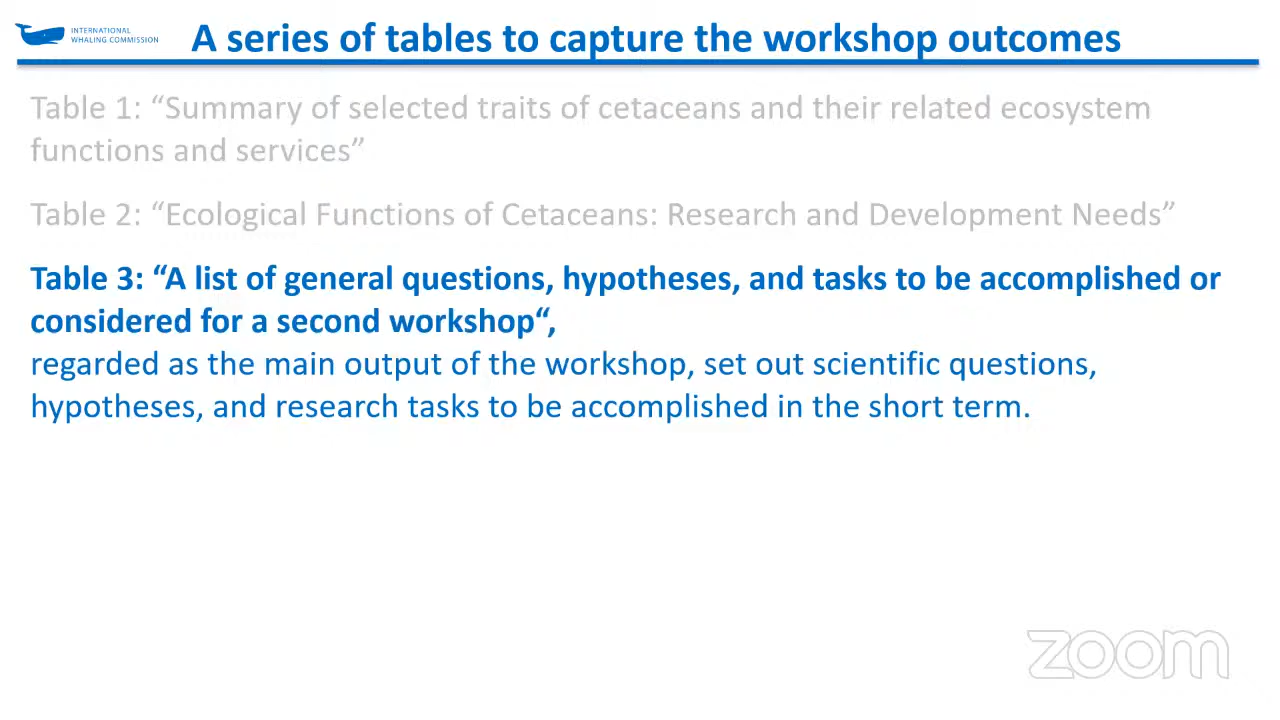 INTERNATIONAL
WHALING COMMISSION
A series of tables to capture the workshop outcomes
Table 1: “Summary of selected traits of cetaceans and their related ecosystem
functions and services”
Table 2: “Ecological Functions of Cetaceans: Research and Development Needs”
Table 3: “A list of general questions, hypotheses, and tasks to be accomplished or
considered for a second workshop“,
regarded as the main output of the workshop, set out scientific questions,
hypotheses, and research tasks to be accomplished in the short term.
zoom